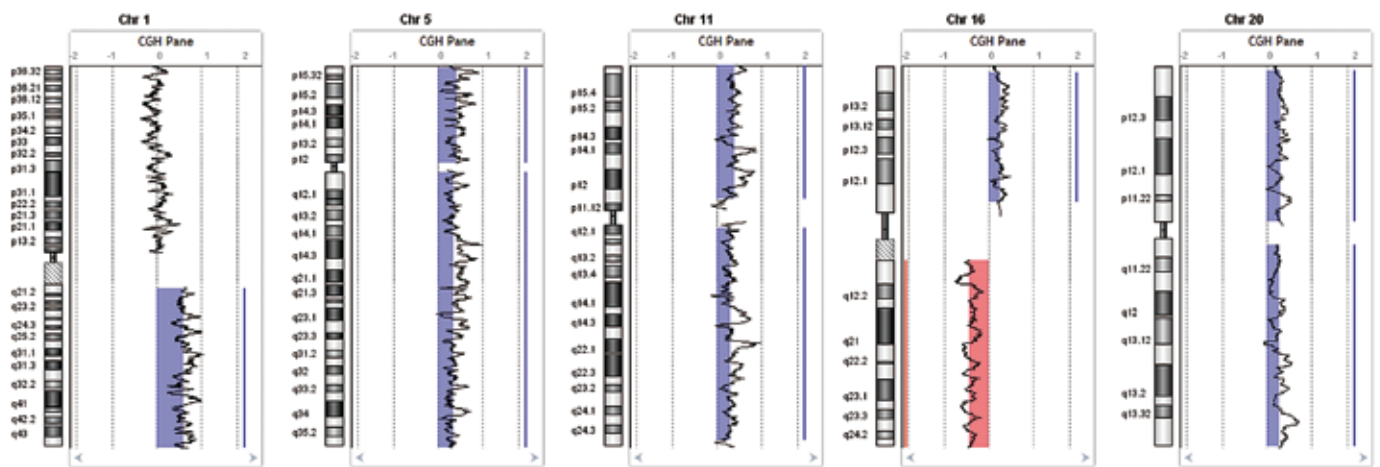 Chr 1
CGH Pane
-2 -1 0 1 2
p36.32
p36.21
p36.12
p35.1
p34.2
p33
p32.2
p31.3
p31.1
p22.2
p21.3
p21.1
p13.2
q21.2
q23.2
q24.3
q25.2
q31.1
q31.3
q32.2
q41
q42.2
q43
Chr 5
CGH Pane
-2 -1 0 1 2
p15.32
p15.2
p14.3
p14.1
p13.2
p12
q12.1
q13.2
q14.1
q14.3
q21.1
q21.3
q23.1
q23.3
q31.2
q32
q33.2
q34
q35.2
Chr 11
CGH Pane
-2 -1 0 1 2
p15.4
p15.2
p14.3
p14.1
p12
p11.12
q12.1
q13.2
q13.4
q14.1
q14.3
q22.1
q22.3
q23.2
q24.1
q24.3
Chr 16
CGH Pane
-2 -1 0 1 2
p13.2
p13.12
p12.3
p12.1
q12.2
q21
q22.2
q23.1
q23.3
q24.2
Chr 20
CGH Pane
-2 -1 0 1 2
p12.3
p12.1
p11.22
q11.22
q12
q13.12
q13.2
q13.32